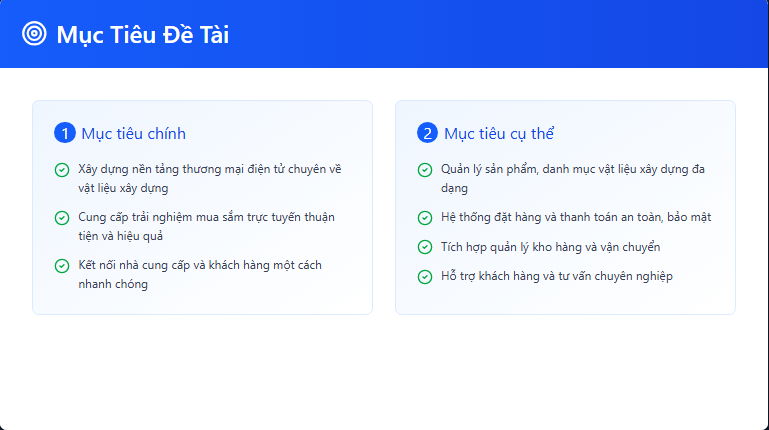 Mục Tiêu Đề Tài
1 Mục tiêu chính
Xây dựng nền tảng thương mại điện tử chuyên về
vật liệu xây dựng
Cung cấp trải nghiệm mua sắm trực tuyến thuận
tiện và hiệu quả
Kết nối nhà cung cấp và khách hàng một cách
nhanh chóng
2 Mục tiêu cụ thể
Quản lý sản phẩm, danh mục vật liệu xây dựng đa
dạng
Hệ thống đặt hàng và thanh toán an toàn, bảo mật
Tích hợp quản lý kho hàng và vận chuyển
Hỗ trợ khách hàng và tư vấn chuyên nghiệp